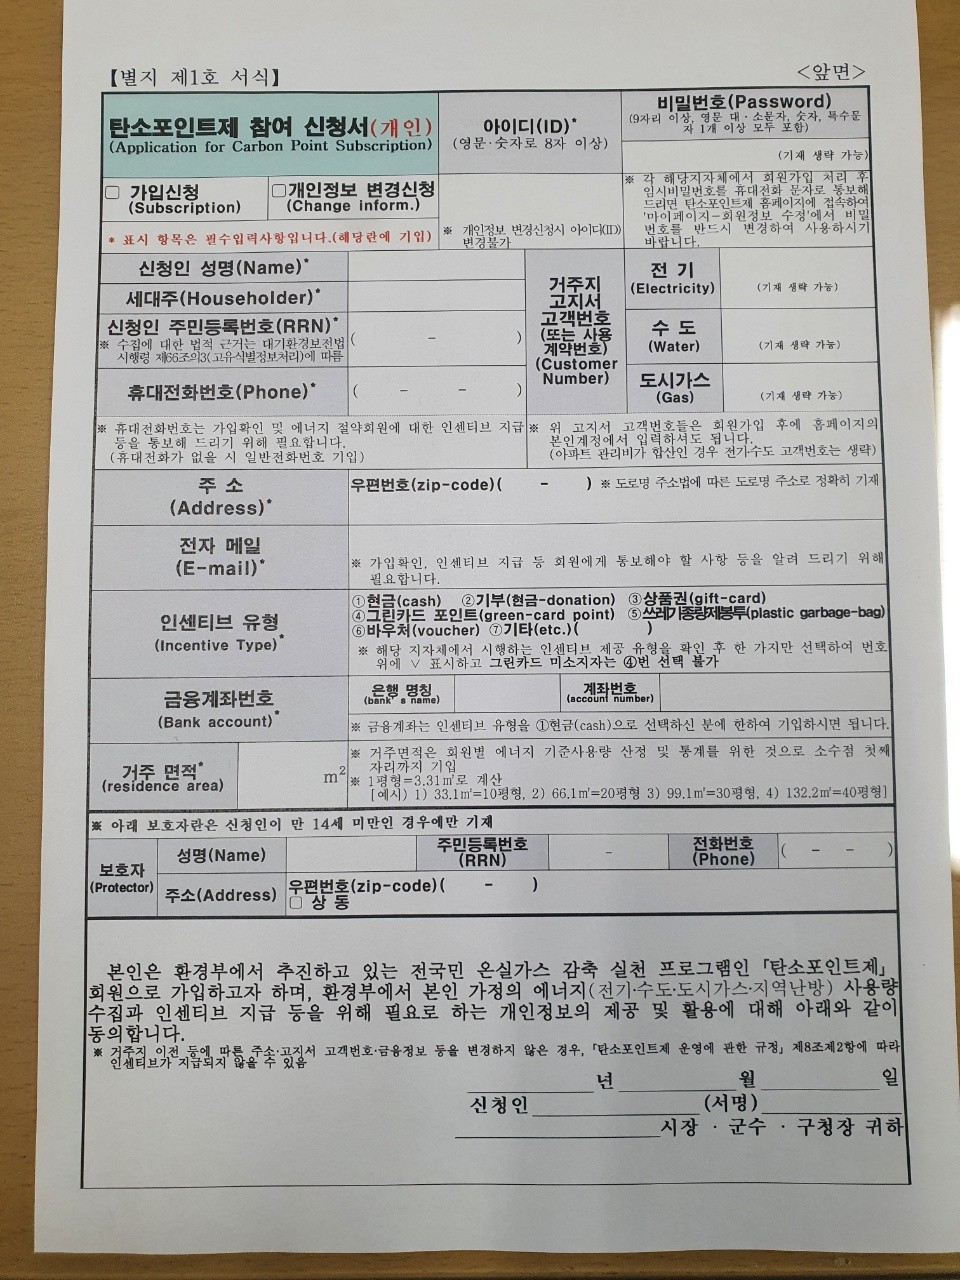 【별지 제1호 서식】
<앞면>
탄소포인트제 참여 신청서(개인)
(Application for Carbon Point Subscription)
아이디(ID)*
(영문·숫자로 8자 이상)
비밀번호(Password)
(9자리 이상, 영문 대·소문자, 숫자, 특수문
자 1개 이상 모두 포함)
(기재 생략 가능)
□ 가입신청
(Subscription)
□개인정보 변경신청
(Change inform.)
* 표시 항목은 필수입력사항입니다.(해당란에 기입)
※ 개인정보 변경신청시 아이디(ID)
변경불가
※ 각 해당지자체에서 회원가입 처리 후
임시비밀번호를 휴대전화 문자로 통보해
드리면 탄소포인트제 홈페이지에 접속하여
'마이페이지-회원정보 수정'에서 비밀
번호를 반드시 변경하여 사용하시기
바랍니다.
신청인 성명(Name)*
세대주(Householder)*
신청인 주민등록번호(RRN)*
※ 수집에 대한 법적 근거는 대기환경보전법
시행령 제66조의3(고유식별정보처리)에 따름
( - )
휴대전화번호(Phone)*
( - - )
거주지
고지서
고객번호
(또는 사용
계약번호)
(Customer
Number)
전 기
(Electricity)
(기재 생략 가능)
수 도
(Water)
(기재 생략 가능)
도시가스
(Gas)
(기재 생략 가능)
※ 휴대전화번호는 가입확인 및 에너지 절약회원에 대한 인센티브 지급
등을 통보해 드리기 위해 필요합니다.
(휴대전화가 없을 시 일반전화번호 기입)
※ 위 고지서 고객번호들은 회원가입 후에 홈페이지의
본인계정에서 입력하셔도 됩니다.
(아파트 관리비가 합산인 경우 전기수도 고객번호는 생략)
주 소
(Address)*
우편번호(zip-code)( - ) ※ 도로명 주소법에 따른 도로명 주소로 정확히 기재
전자 메일
(E-mail)*
※ 가입확인, 인센티브 지급 등 회원에게 통보해야 할 사항 등을 알려 드리기 위해
필요합니다.
인센티브 유형
(Incentive Type)*
①현금(cash) ②기부(현금-donation) ③상품권(gift-card)
④그린카드 포인트(green-card point) ⑤쓰레기종량제봉투(plastic garbage-bag)
⑥바우처(voucher) ⑦기타(etc.)( )
※ 해당 지자체에서 시행하는 인센티브 제공 유형을 확인 후 한 가지만 선택하여 번호
위에 ∨ 표시하고 그린카드 미소지자는 ④번 선택 불가
금융계좌번호
(Bank account)*
은행 명칭
(bank' s name)
계좌번호
(account number)
※ 금융계좌는 인센티브 유형을 ①현금(cash)으로 선택하신 분에 한하여 기입하시면 됩니다.
거주 면적*
(residence area)
m²
※ 거주면적은 회원별 에너지 기준사용량 산정 및 통계를 위한 것으로 소수점 첫째
자리까지 기입
※ 1평형=3.31㎡로 계산
[예시] 1) 33.1㎡=10평형, 2) 66.1㎡=20평형 3) 99.1㎡=30평형, 4) 132.2㎡=40평형]
※ 아래 보호자란은 신청인이 만 14세 미만인 경우에만 기재
보호자
(Protector)
성명(Name)
주민등록번호
(RRN)
-
전화번호
(Phone)
( - - )
주소(Address)
우편번호(zip-code)( - )
□ 상 동
본인은 환경부에서 추진하고 있는 전국민 온실가스 감축 실천 프로그램인 「탄소포인트제」
회원으로 가입하고자 하며, 환경부에서 본인 가정의 에너지(전기·수도·도시가스·지역난방) 사용량
수집과 인센티브 지급 등을 위해 필요로 하는 개인정보의 제공 및 활용에 대해 아래와 같이
동의합니다.
※ 거주지 이전 등에 따른 주소·고지서 고객번호·금융정보 등을 변경하지 않은 경우, 「탄소포인트제 운영에 관한 규정」 제8조제2항에 따라
인센티브가 지급되지 않을 수 있음
년 월 일
신청인 (서명)
시장 · 군수 · 구청장 귀하